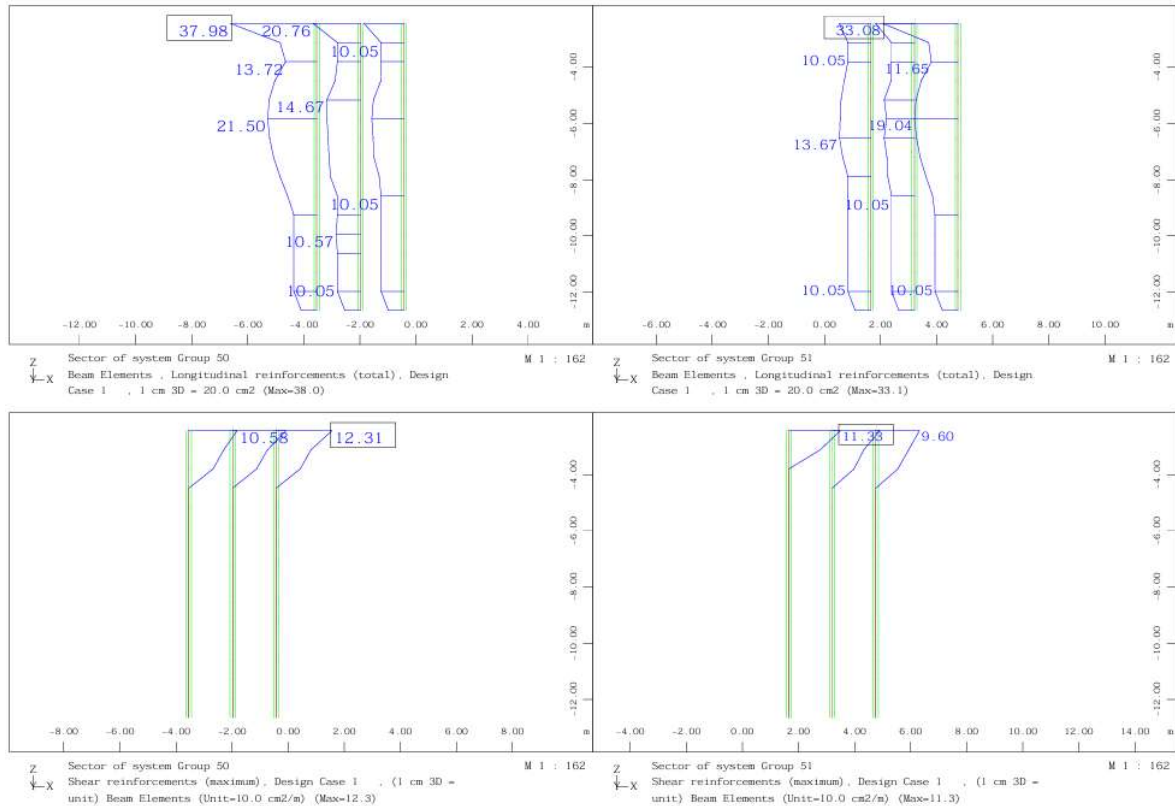 37.98 20.76
10.05
13.72
14.67
21.50
10.05
10.57
10.05
-4.00
-6.00
-8.00
-10.00
-12.00
-12.00 -10.00 -8.00 -6.00 -4.00 -2.00 0.00 2.00 4.00 m
Z
Y X
Sector of system Group 50 M 1 : 162
Beam Elements , Longitudinal reinforcements (total), Design
Case 1 , 1 cm 3D = 20.0 cm2 (Max=38.0)
33.08
10.05 11.65
19.04
13.67
10.05
10.05 10.05
-4.00
-6.00
-8.00
-10.00
-12.00
-6.00 -4.00 -2.00 0.00 2.00 4.00 6.00 8.00 10.00 m
Z
Y X
Sector of system Group 51 M 1 : 162
Beam Elements , Longitudinal reinforcements (total), Design
Case 1 , 1 cm 3D = 20.0 cm2 (Max=33.1)
10.58 12.31
-4.00
-6.00
-8.00
-10.00
-12.00
-8.00 -6.00 -4.00 -2.00 0.00 2.00 4.00 6.00 8.00 m
Z
Y X
Sector of system Group 50 M 1 : 162
Shear reinforcements (maximum), Design Case 1 , (1 cm 3D =
unit) Beam Elements (Unit=10.0 cm2/m) (Max=12.3)
11.33 9.60
-4.00
-6.00
-8.00
-10.00
-12.00
-4.00 -2.00 0.00 2.00 4.00 6.00 8.00 10.00 12.00 14.00 m
Z
Y X
Sector of system Group 51 M 1 : 162
Shear reinforcements (maximum), Design Case 1 , (1 cm 3D =
unit) Beam Elements (Unit=10.0 cm2/m) (Max=11.3)